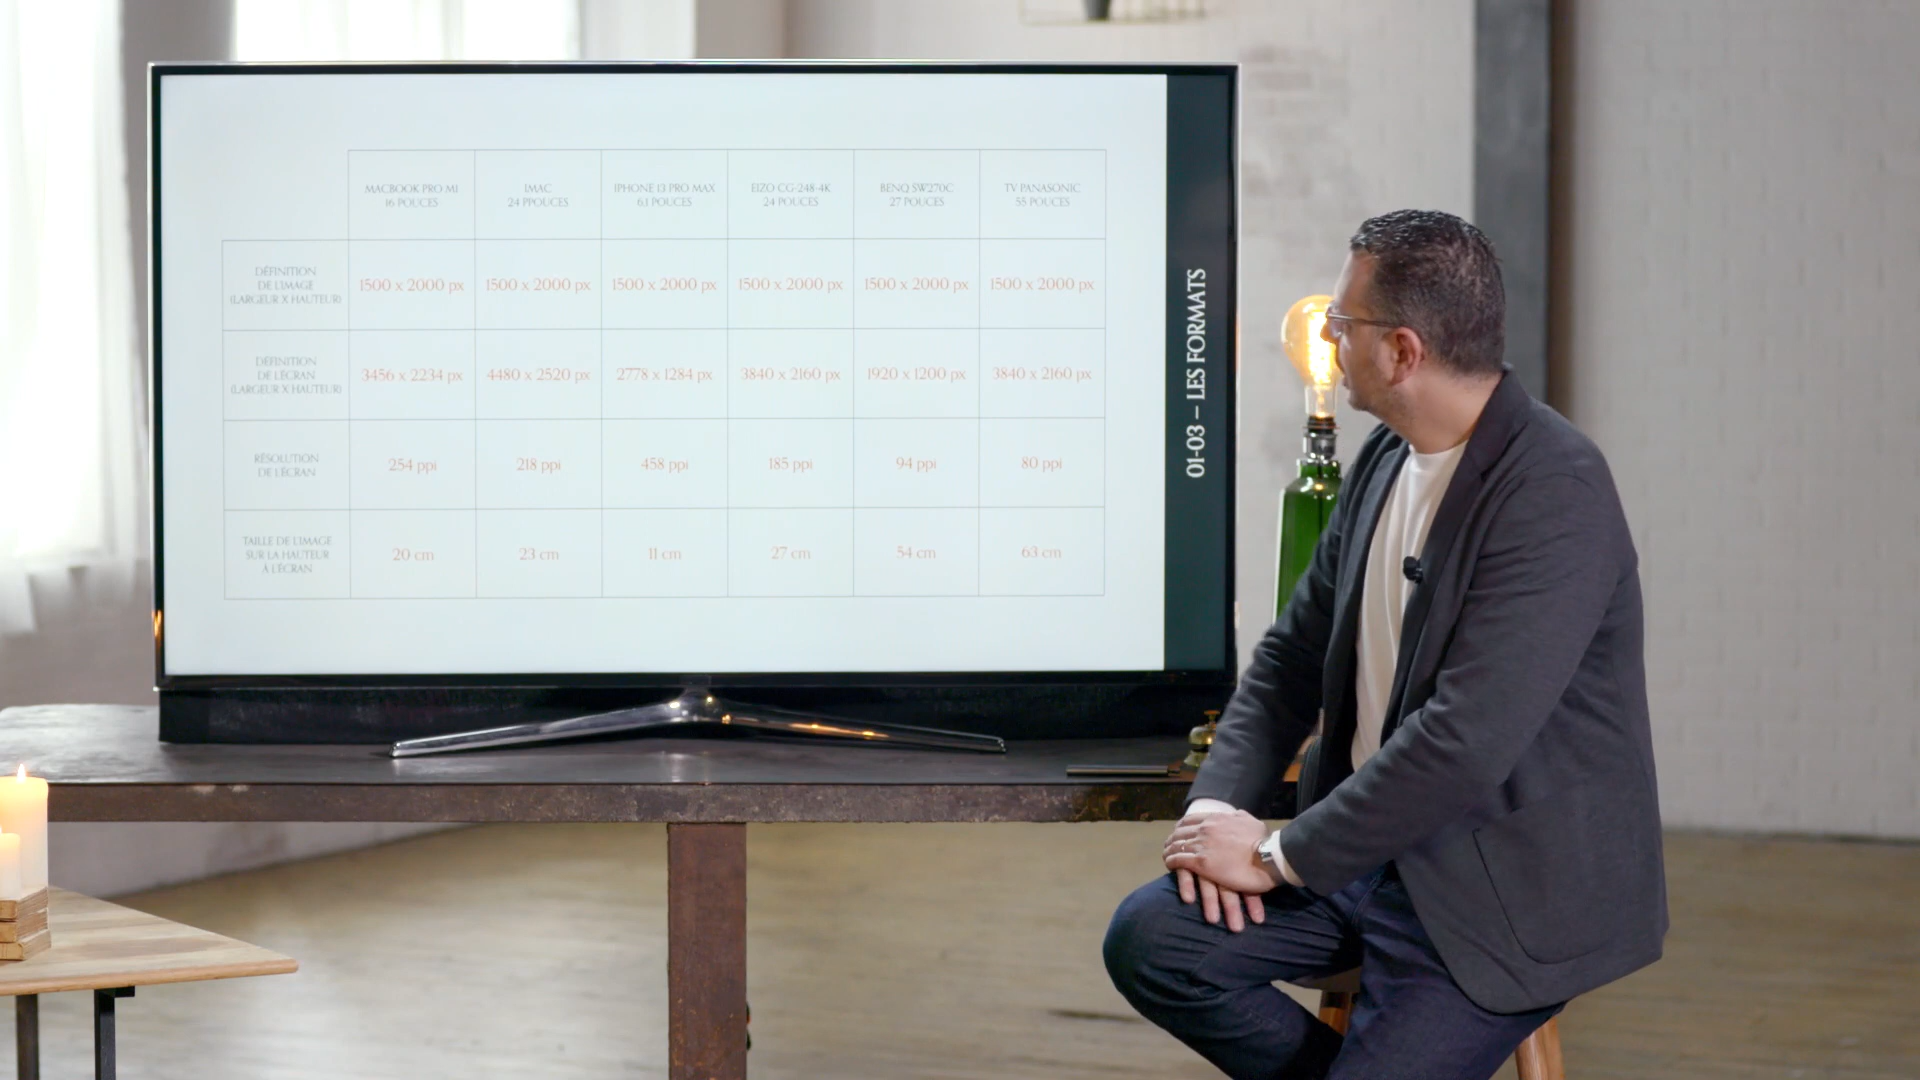 MACBOOK PRO M1
16 POUCES
IMAC
24 PPOUCES
IPHONE 13 PRO MAX
6.1 POUCES
EIZO CG-248-4K
24 POUCES
BENQ SW270C
27 POUCES
TV PANASONIC
55 POUCES
DÉFINITION
DE L'IMAGE
(LARGEUR X HAUTEUR)
1500 x 2000 px
1500 x 2000 px
1500 x 2000 px
1500 x 2000 px
1500 x 2000 px
1500 x 2000 px
DÉFINITION
DE L'ÉCRAN
(LARGEUR X HAUTEUR)
3456 x 2234 px
4480 x 2520 px
2778 x 1284 px
3840 x 2160 px
1920 x 1200 px
3840 x 2160 px
RÉSOLUTION
DE L'ÉCRAN
254 ppi
218 ppi
458 ppi
185 ppi
94 ppi
80 ppi
TAILLE DE L'IMAGE
SUR LA HAUTEUR
À L'ÉCRAN
20 cm
23 cm
11 cm
27 cm
54 cm
63 cm
01-03 – LES FORMATS